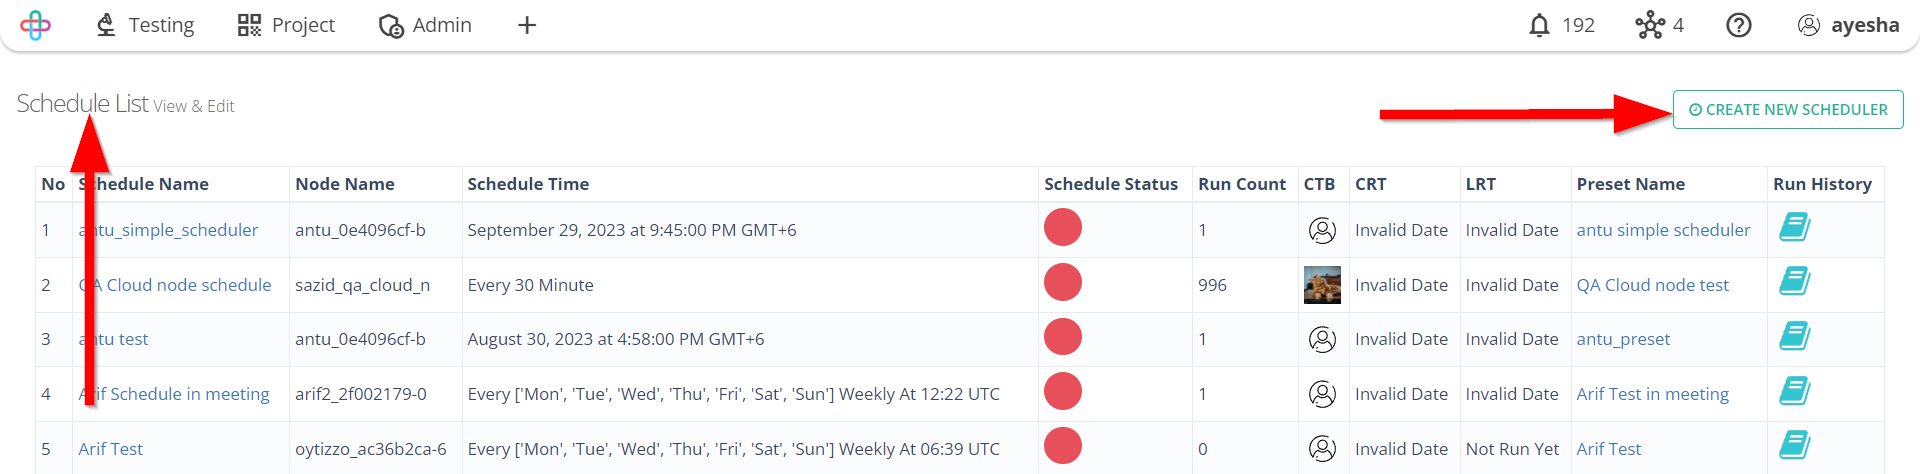 Testing Project Admin 192 4 ayesha
Schedule List View & Edit
CREATE NEW SCHEDULER
No Schedule Name Node Name Schedule Time Schedule Status Run Count CTB CRT LRT Preset Name Run History
1 antu_simple_scheduler antu_0e4096cf-b September 29, 2023 at 9:45:00 PM GMT+6 1 Invalid Date Invalid Date antu simple scheduler
2 QA Cloud node schedule sazid_qa_cloud_n Every 30 Minute 996 Invalid Date Invalid Date QA Cloud node test
3 antu test antu_0e4096cf-b August 30, 2023 at 4:58:00 PM GMT+6 1 Invalid Date Invalid Date antu_preset
4 Arif Schedule in meeting arif2_2f002179-0 Every ['Mon', 'Tue', 'Wed', 'Thu', 'Fri', 'Sat', 'Sun'] Weekly At 12:22 UTC 1 Invalid Date Invalid Date Arif Test in meeting
5 Arif Test oytizzo_ac36b2ca-6 Every ['Mon', 'Tue', 'Wed', 'Thu', 'Fri', 'Sat', 'Sun'] Weekly At 06:39 UTC 0 Invalid Date Not Run Yet Arif Test